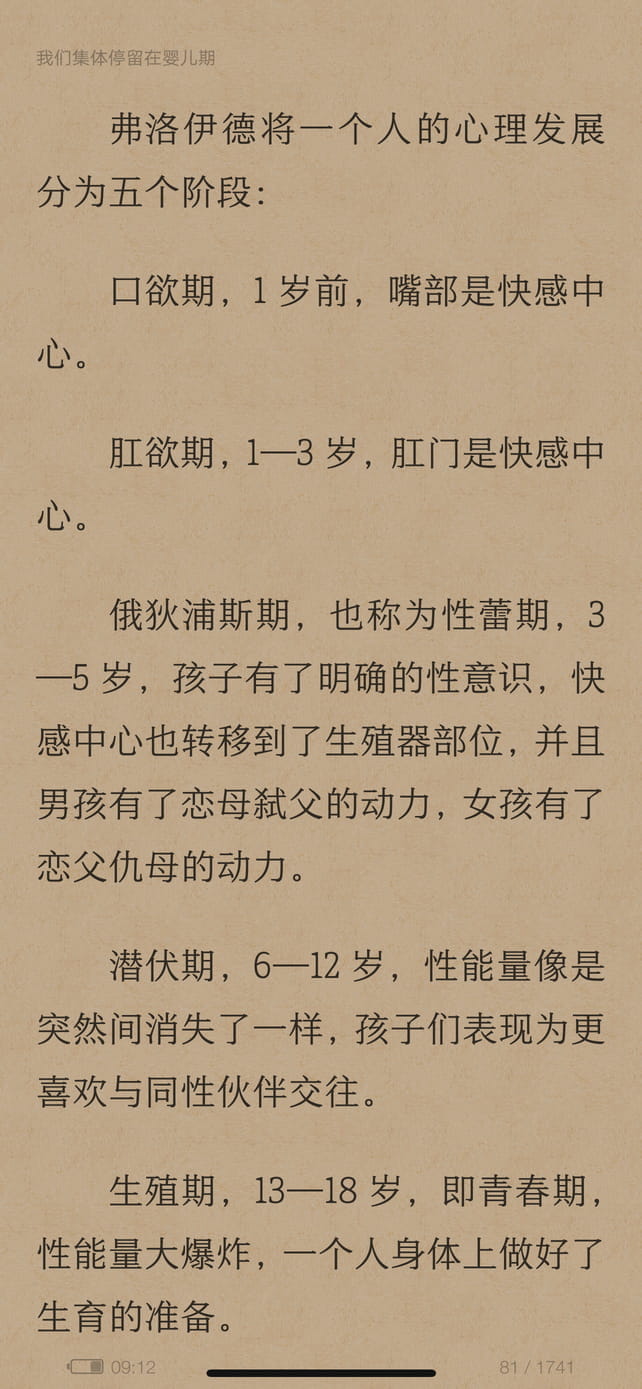 我们集体停留在婴儿期
弗洛伊德将一个人的心理发展
分为五个阶段：
口欲期，1 岁前，嘴部是快感中
心。
肛欲期，1—3 岁，肛门是快感中
心。
俄狄浦斯期，也称为性蕾期，3
—5 岁，孩子有了明确的性意识，快
感中心也转移到了生殖器部位，并且
男孩有了恋母弑父的动力，女孩有了
恋父仇母的动力。
潜伏期，6—12 岁，性能量像是
突然间消失了一样，孩子们表现为更
喜欢与同性伙伴交往。
生殖期，13—18 岁，即青春期，
性能量大爆炸，一个人身体上做好了
生育的准备。
09:12 81 / 1741